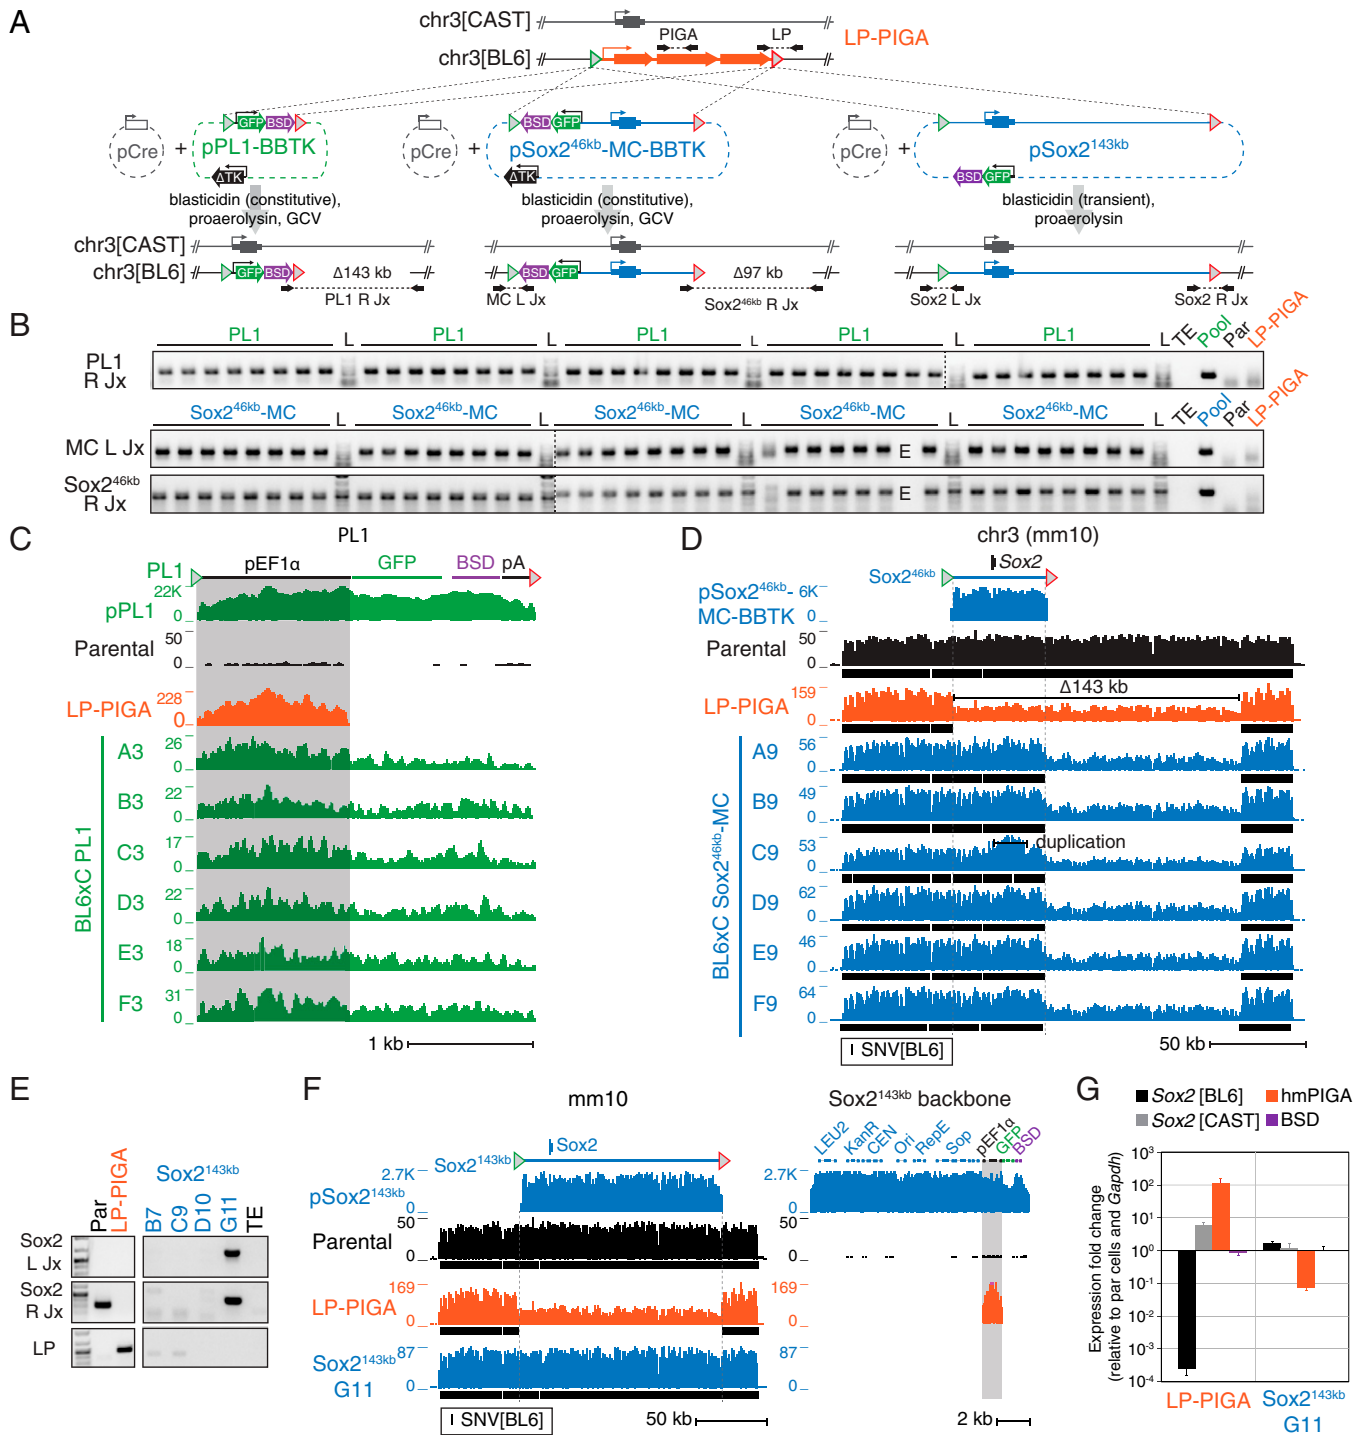 A
chr3[CAST]
chr3[BL6]
PIGA
LP
LP-PIGA
pCre
+
GFP BSD
pPL1-BBTK
ΔTK
pCre
+
BSD GFP
pSox2^46kb-MC-BBTK
ΔTK
pCre
+
pSox2^143kb
BSD GFP
blasticidin (constitutive),
proaerolysin, GCV
blasticidin (constitutive),
proaerolysin, GCV
blasticidin (transient),
proaerolysin
chr3[CAST]
chr3[BL6]
GFP BSD
Δ143 kb
PL1 R Jx
BSD GFP
Δ97 kb
MC L Jx
Sox2^46kb R Jx
Sox2 L Jx
Sox2 R Jx
B
PL1 L PL1 L PL1 L PL1 L PL1 L TE Pool Par LP-PIGA
PL1
R Jx
Sox2^46kb-MC L Sox2^46kb-MC L Sox2^46kb-MC L Sox2^46kb-MC L Sox2^46kb-MC L TE Pool Par LP-PIGA
MC L Jx
E
Sox2^46kb
R Jx
E
C
PL1
PL1
pEF1α GFP BSD pA
pPL1
22K
0
Parental
50
0
LP-PIGA
228
0
BL6xC PL1
A3
26
0
B3
22
0
C3
17
0
D3
22
0
E3
18
0
F3
31
0
1 kb
D
chr3 (mm10)
Sox2^46kb
Sox2
pSox2^46kb-
MC-BBTK
6K
0
Parental
50
0
LP-PIGA
159
0
Δ143 kb
BL6xC Sox2^46kb-MC
A9
56
0
B9
49
0
C9
53
0
duplication
D9
62
0
E9
46
0
F9
64
0
SNV[BL6]
50 kb
E
Par LP-PIGA
Sox2^143kb
B7 C9 D10 G11 TE
Sox2
L Jx
Sox2
R Jx
LP
F
mm10
Sox2^143kb backbone
Sox2
Sox2^143kb
LEU2 KanR CEN Ori RepE Sop pEF1α GFP BSD
pSox2^143kb
2.7K
0
2.7K
0
Parental
50
0
50
0
LP-PIGA
169
0
169
0
Sox2^143kb
G11
87
0
87
0
SNV[BL6]
50 kb
2 kb
G
Sox2 [BL6] hmPIGA
Sox2 [CAST] BSD
Expression fold change
(relative to par cells and Gapdh)
10^3
10^2
10^1
10^0
10^-1
10^-2
10^-3
10^-4
LP-PIGA
Sox2^143kb
G11